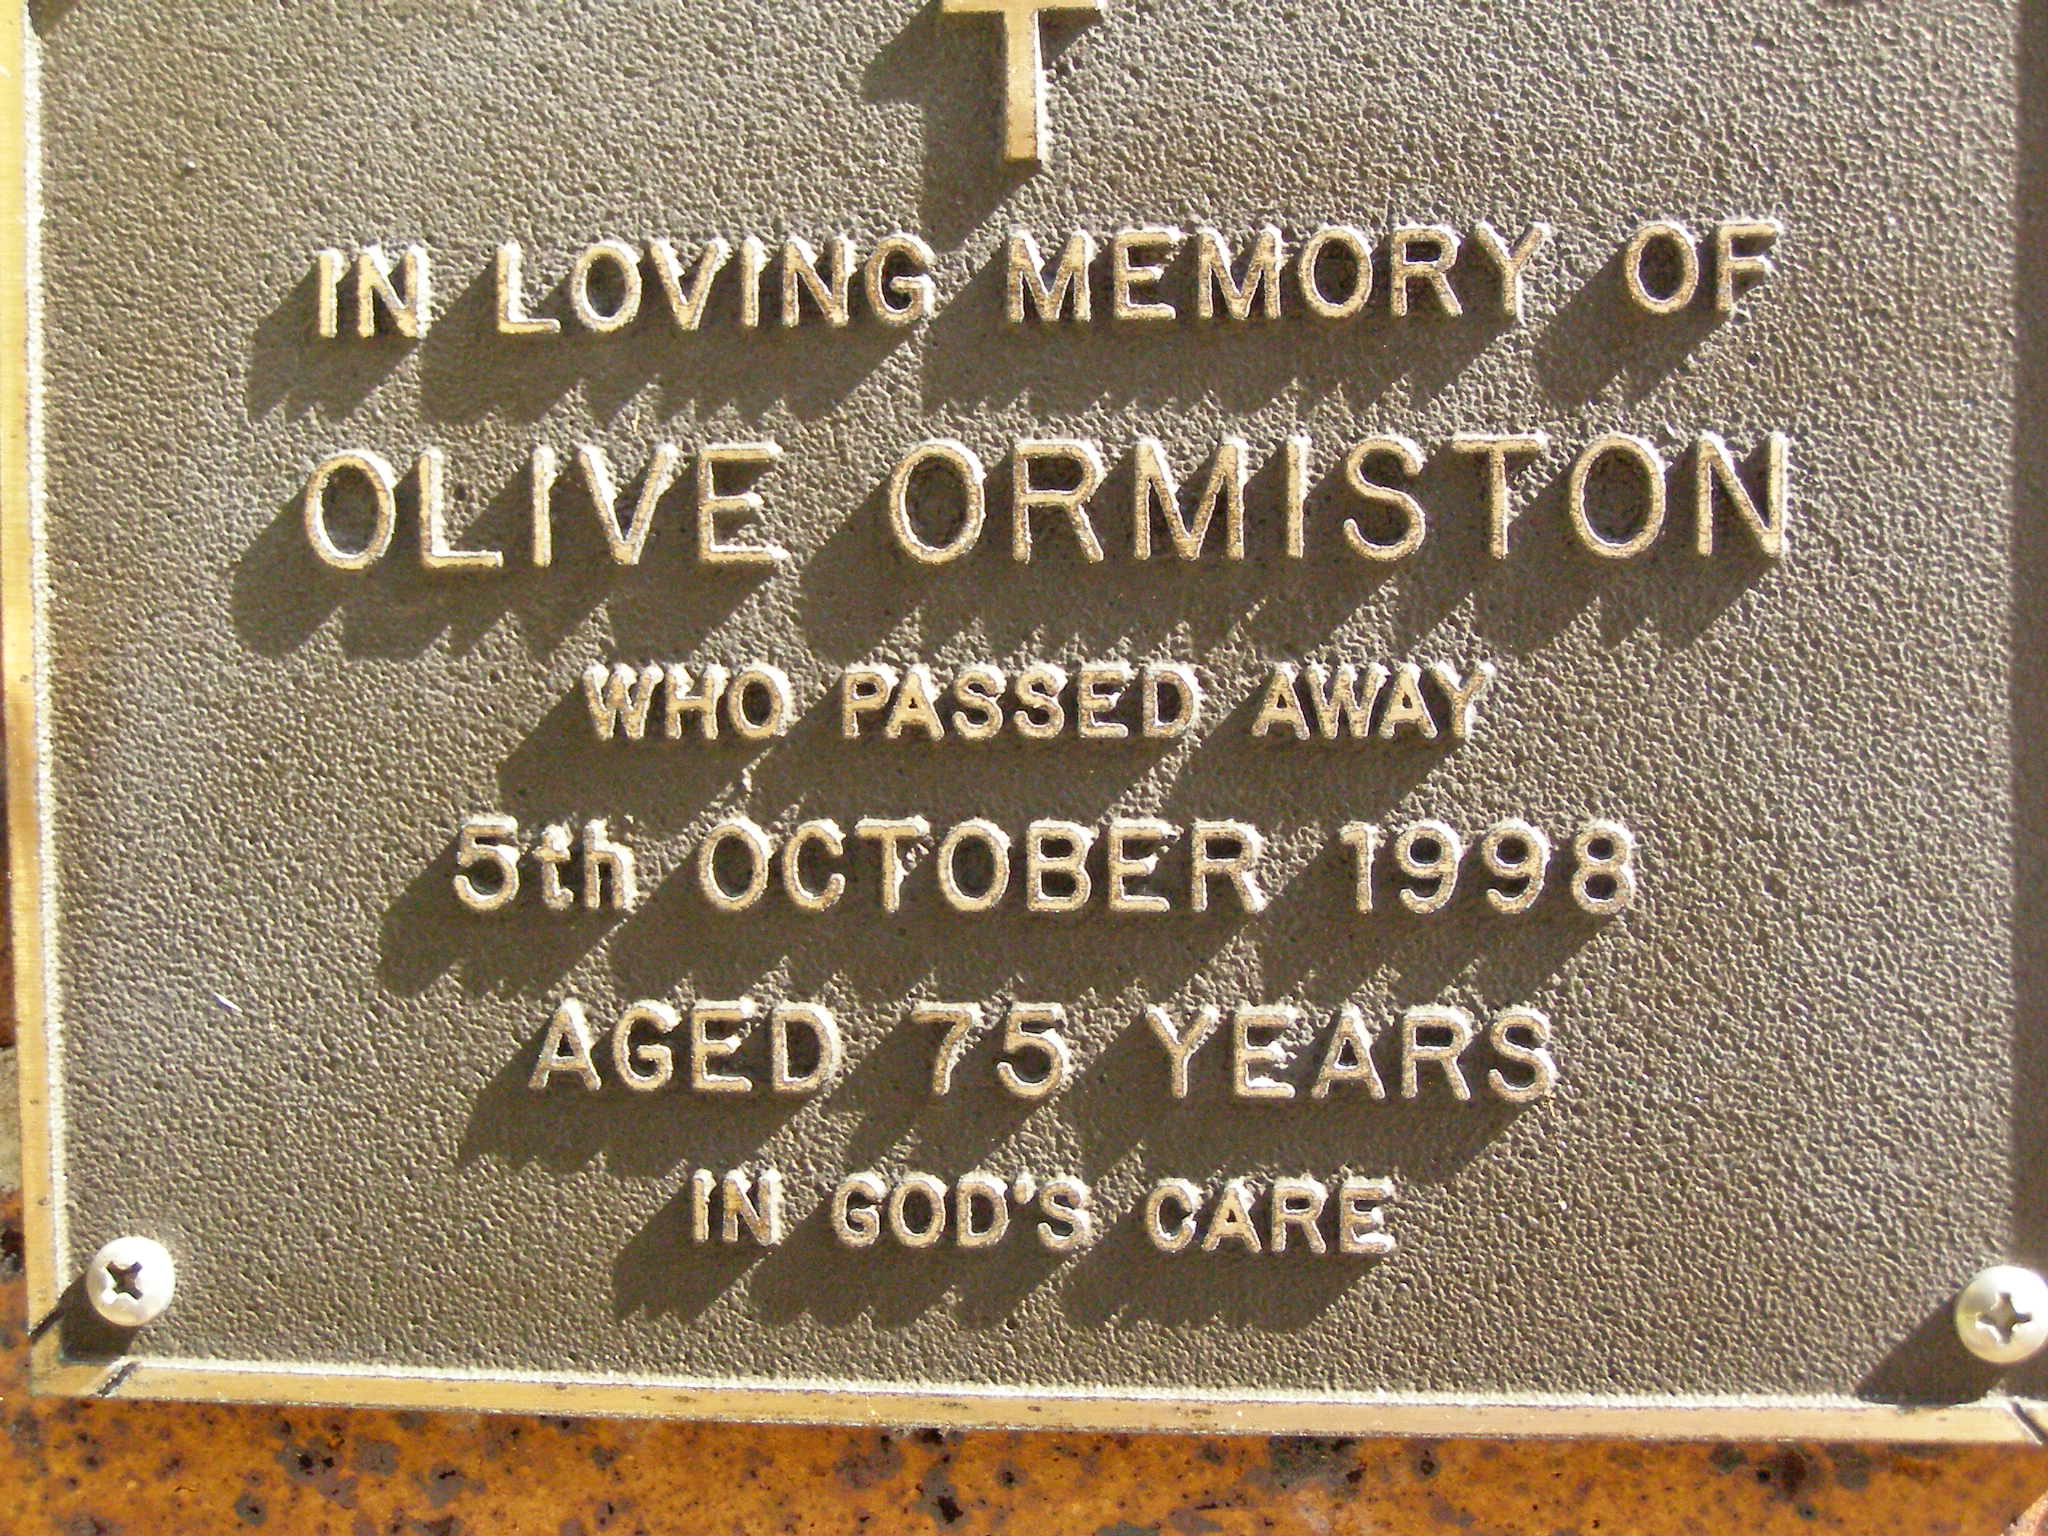 IN LOVING MEMORY OF
OLIVE ORMISTON
WHO PASSED AWAY
5th OCTOBER 1998
AGED 75 YEARS
IN GOD'S CARE